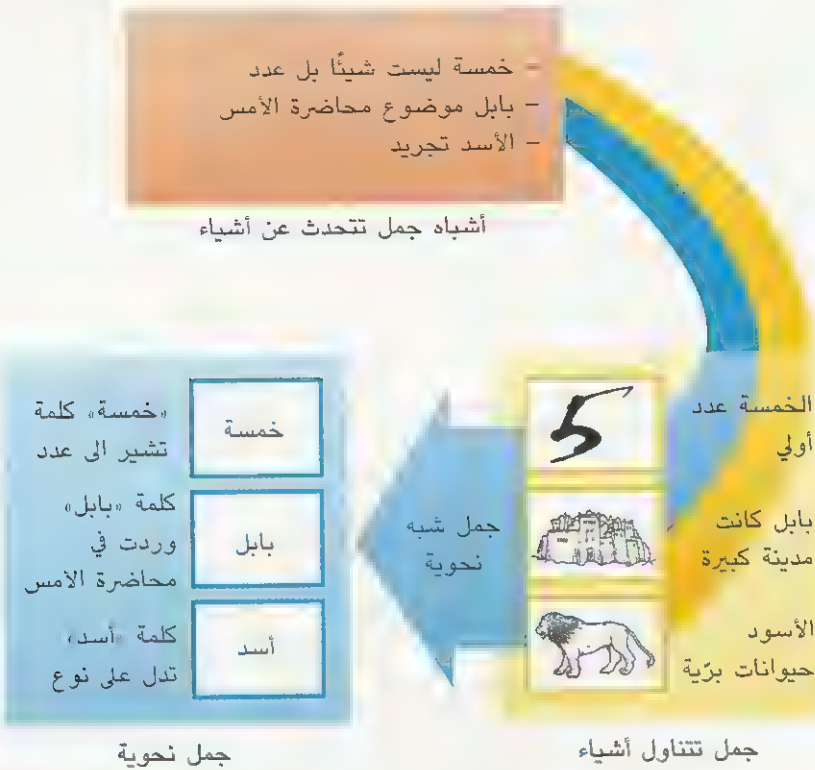 – خمسة ليست شيئًا بل عدد
– بابل موضوع محاضرة الأمس
– الأسد تجريد
أشباه جمل تتحدث عن أشياء
الخمسة عدد
أولي
5
بابل كانت
مدينة كبيرة
الأسود
حيوانات برّية
جمل تتناول أشياء
جمل شبه
نحوية
خمسة
«خمسة» كلمة
تشير الى عدد
بابل
كلمة «بابل»
وردت في
محاضرة الامس
أسد
كلمة «أسد»
تدل على نوع
جمل نحوية